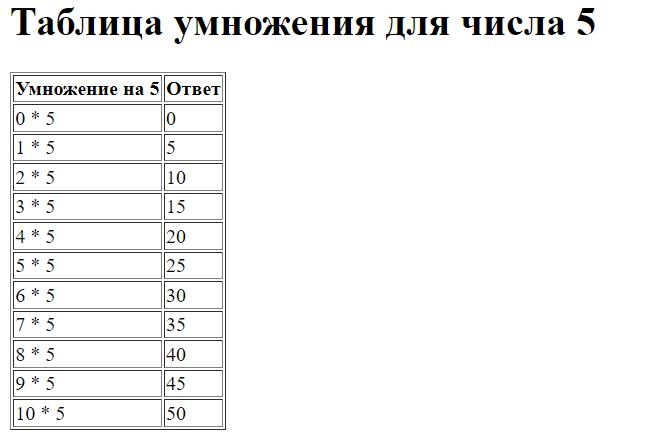 Таблица умножения для числа 5
Умножение на 5 Ответ
0 * 5 0
1 * 5 5
2 * 5 10
3 * 5 15
4 * 5 20
5 * 5 25
6 * 5 30
7 * 5 35
8 * 5 40
9 * 5 45
10 * 5 50